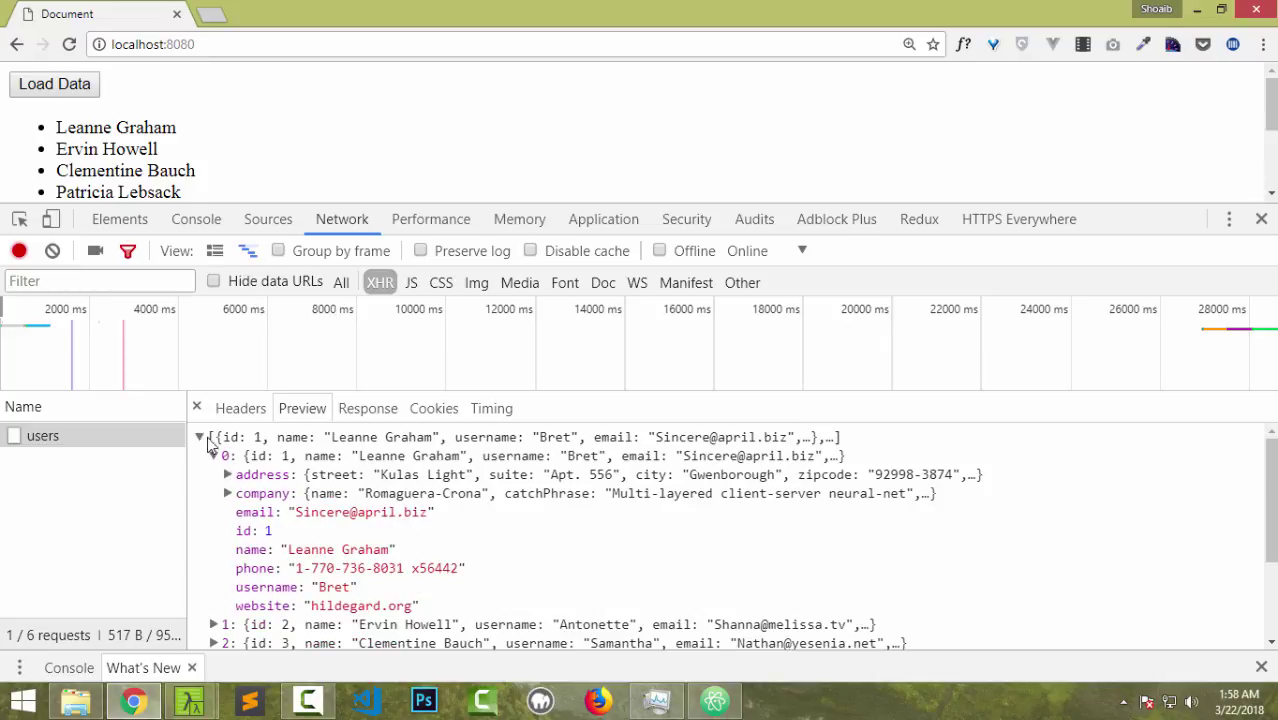 Document
Shoaib
localhost:8080
f?
Load Data
• Leanne Graham
• Ervin Howell
• Clementine Bauch
• Patricia Lebsack
Elements Console Sources Network Performance Memory Application Security Audits Adblock Plus Redux HTTPS Everywhere
View: Group by frame Preserve log Disable cache Offline Online
Filter Hide data URLs All XHR JS CSS Img Media Font Doc WS Manifest Other
2000 ms 4000 ms 6000 ms 8000 ms 10000 ms 12000 ms 14000 ms 16000 ms 18000 ms 20000 ms 22000 ms 24000 ms 26000 ms 28000 ms
Name
Headers Preview Response Cookies Timing
users
[{id: 1, name: "Leanne Graham", username: "Bret", email: "Sincere@april.biz",…},…]
0: {id: 1, name: "Leanne Graham", username: "Bret", email: "Sincere@april.biz",…}
address: {street: "Kulas Light", suite: "Apt. 556", city: "Gwenborough", zipcode: "92998-3874",…}
company: {name: "Romaguera-Crona", catchPhrase: "Multi-layered client-server neural-net",…}
email: "Sincere@april.biz"
id: 1
name: "Leanne Graham"
phone: "1-770-736-8031 x56442"
username: "Bret"
website: "hildegard.org"
1: {id: 2, name: "Ervin Howell", username: "Antonette", email: "Shanna@melissa.tv",…}
2: {id: 3, name: "Clementine Bauch", username: "Samantha", email: "Nathan@yesenia.net",…}
1 / 6 requests | 517 B / 95...
Console What's New
Ps
1:58 AM
3/22/2018